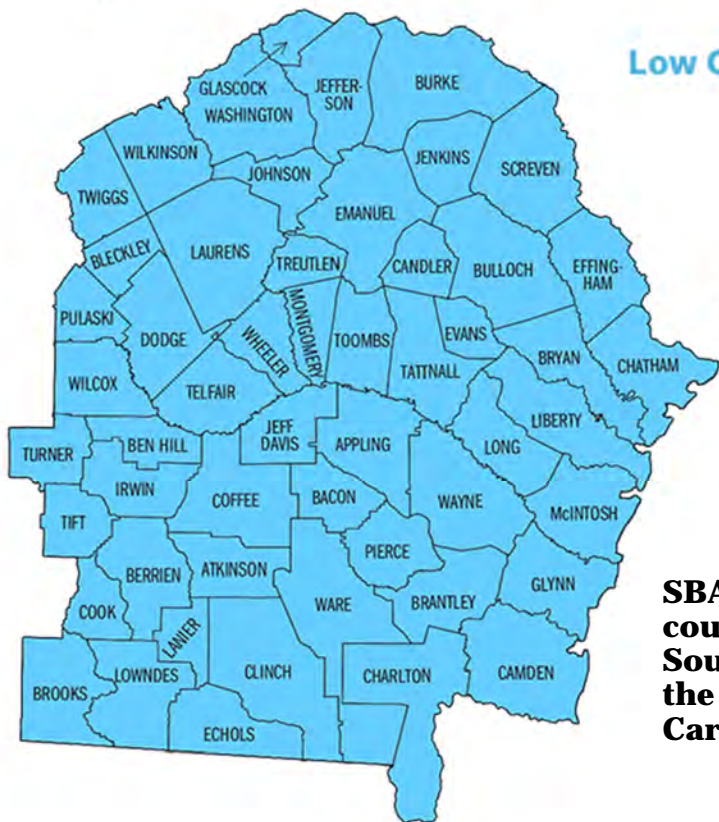 Low C
GLASCOCK
WASHINGTON
JEFFER-
SON
BURKE
WILKINSON
JENKINS
SCREVEN
JOHNSON
TWIGGS
EMANUEL
BLECKLEY
LAURENS
TREUTLEN
CANDLER
BULLOCH
EFFING-
HAM
PULASKI
DODGE
WHEELER
MONTGOMERY
TOOMBS
EVANS
TATTNALL
BRYAN
CHATHAM
WILCOX
TELFAIR
LIBERTY
TURNER
BEN HILL
JEFF
DAVIS
APPLING
LONG
IRWIN
COFFEE
BACON
WAYNE
McINTOSH
TIFT
PIERCE
BERRIEN
ATKINSON
GLYNN
COOK
WARE
BRANTLEY
LANIER
BROOKS
LOWNDES
CLINCH
CHARLTON
CAMDEN
ECHOLS
SBA
cou
Sou
the
Car